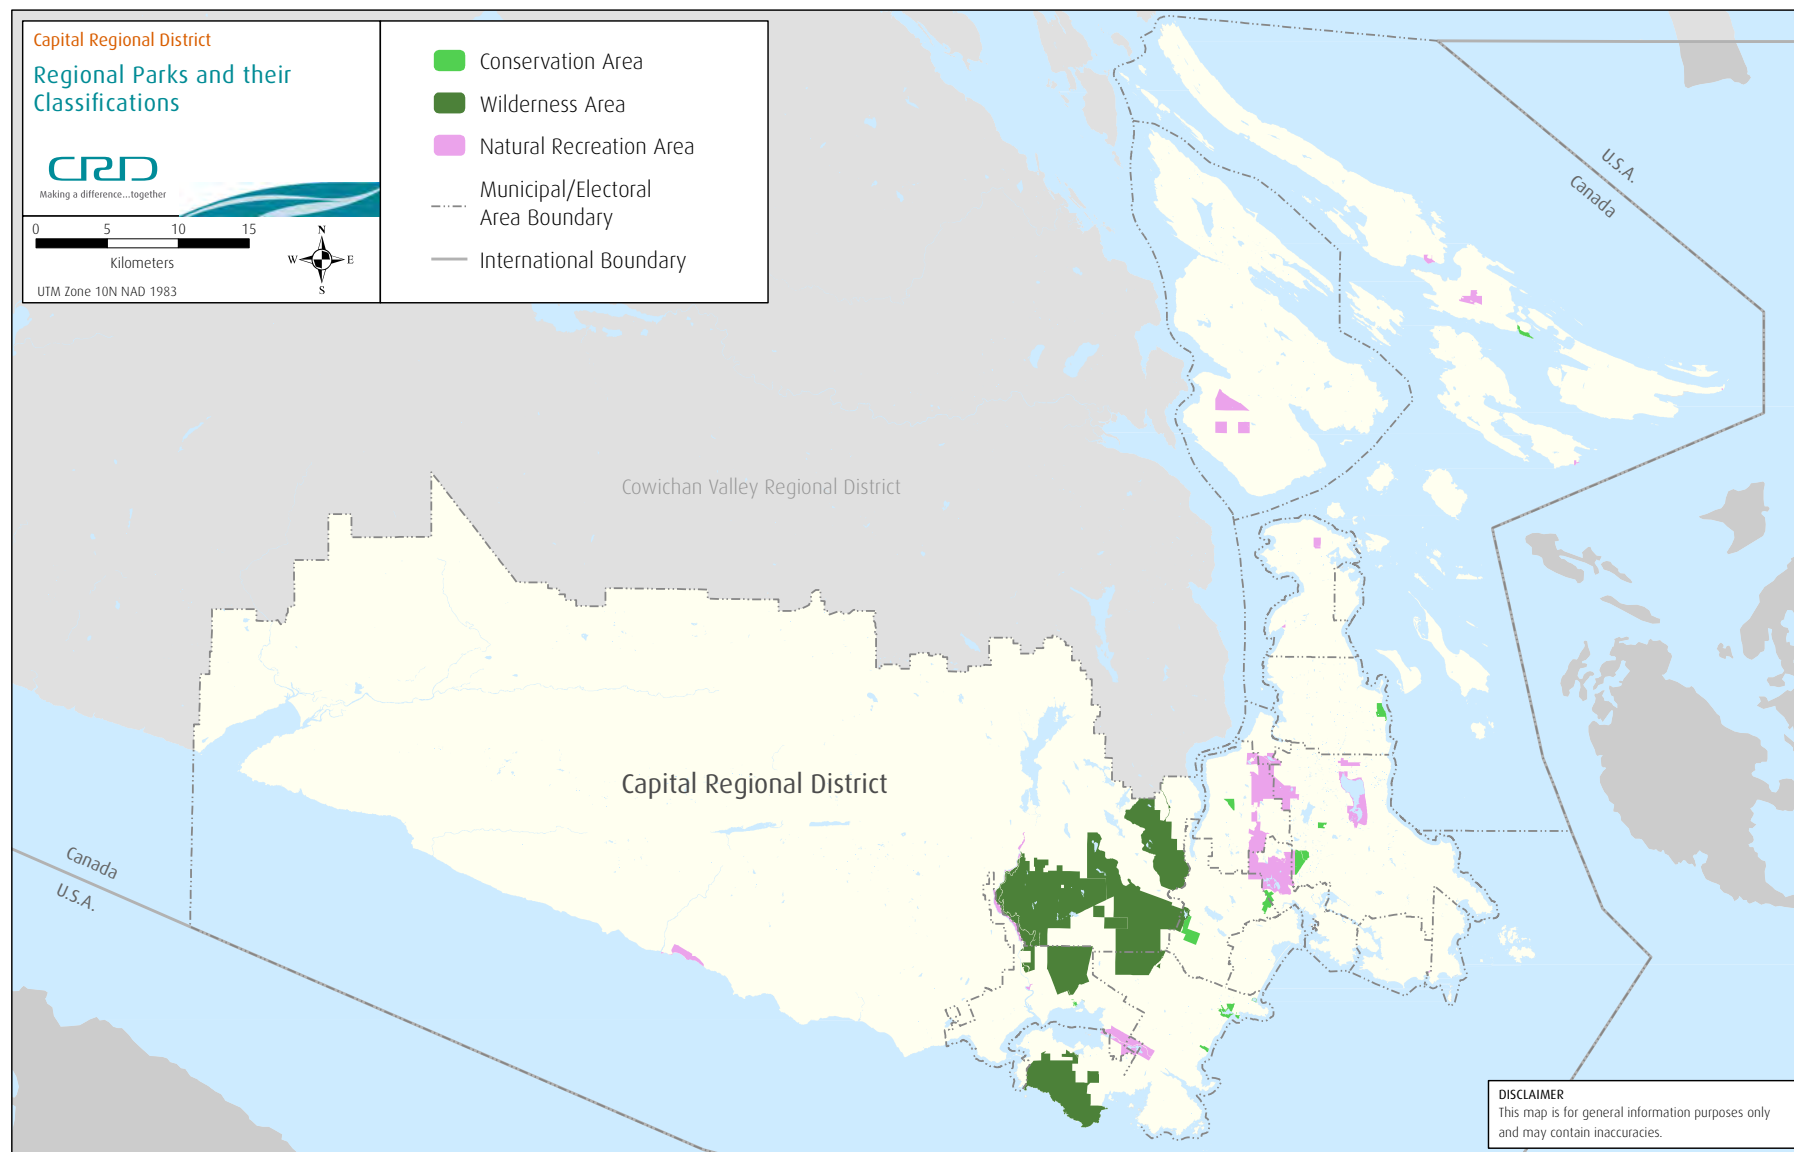 Capital Regional District
Regional Parks and their
Classifications
CRD
Making a difference...together
0 5 10 15
Kilometers
UTM Zone 10N NAD 1983
N
W E
S
Conservation Area
Wilderness Area
Natural Recreation Area
Municipal/Electoral
Area Boundary
International Boundary
U.S.A.
Canada
Cowichan Valley Regional District
Capital Regional District
Canada
U.S.A.
DISCLAIMER
This map is for general information purposes only
and may contain inaccuracies.